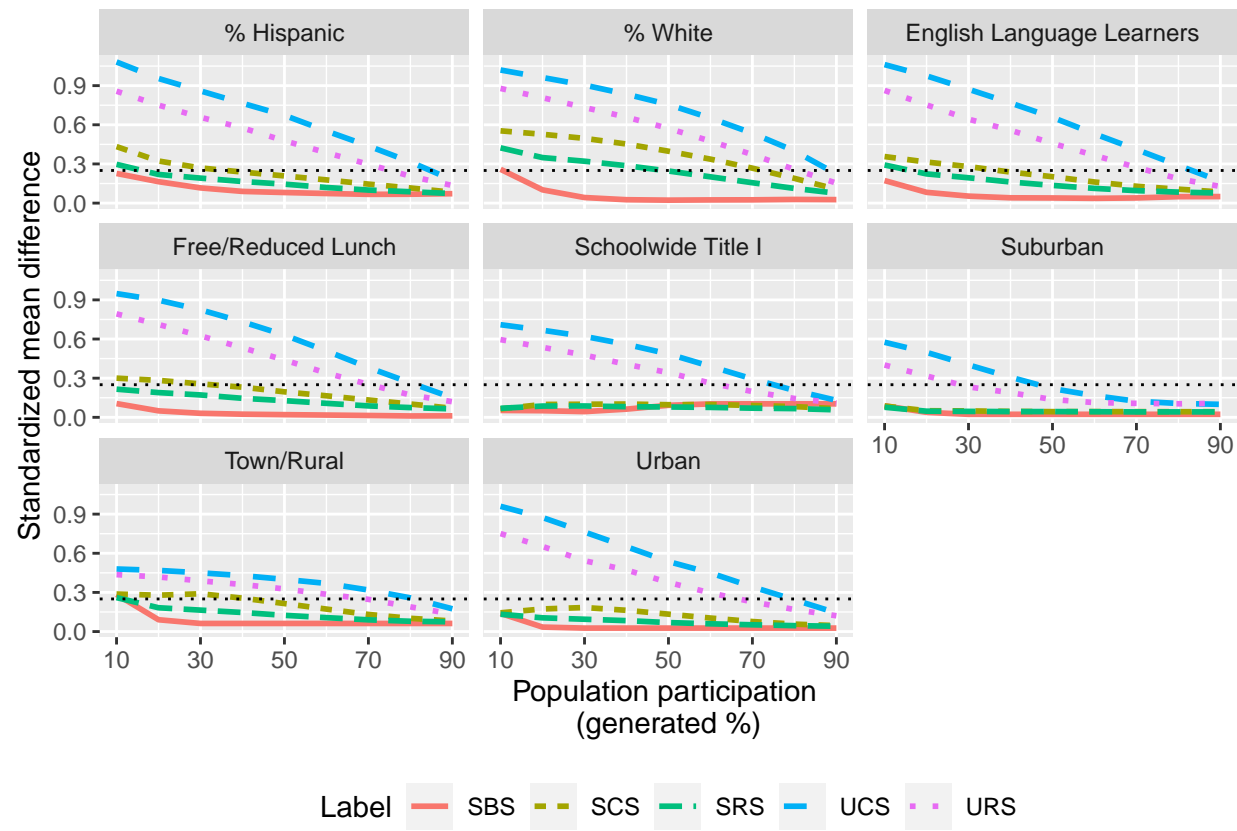 % Hispanic
% White
English Language Learners
0.9
0.6
0.3
0.0
Free/Reduced Lunch
Schoolwide Title I
Suburban
0.9
0.6
0.3
0.0
10 30 50 70 90
Town/Rural
Urban
0.9
0.6
0.3
0.0
10 30 50 70 90
10 30 50 70 90
Standardized mean difference
Population participation
(generated %)
Label SBS SCS SRS UCS URS